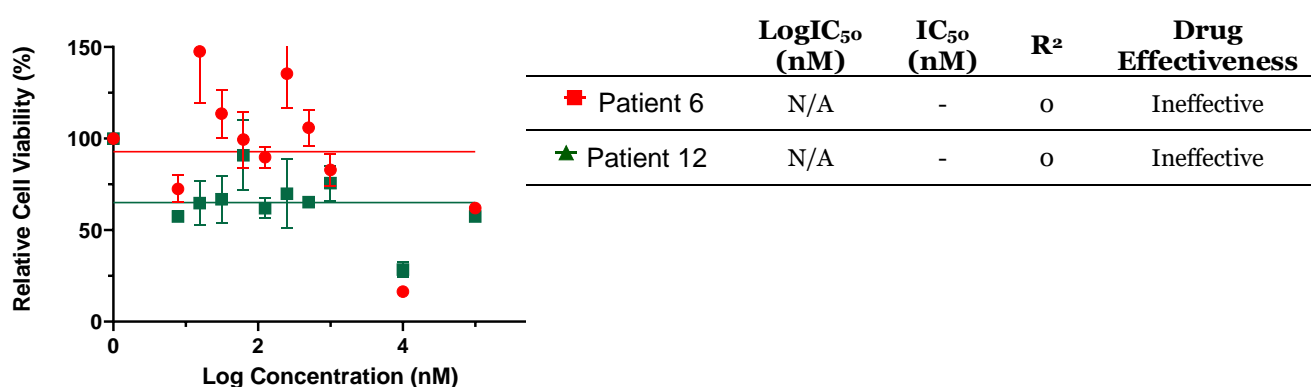 Relative Cell Viability (%)
150
100
50
0
0
2
4
Log Concentration (nM)
LogIC₅₀ (nM) IC₅₀ (nM) R² Drug Effectiveness
Patient 6 N/A - 0 Ineffective
Patient 12 N/A - 0 Ineffective